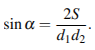 sin α = 2S / d₁d₂.